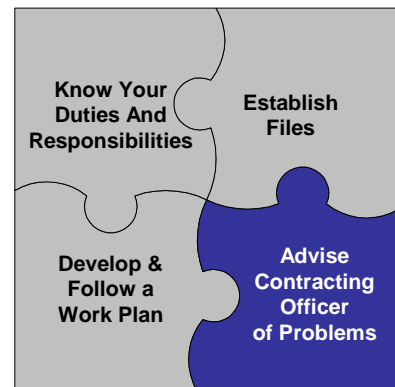 Know Your
Duties And
Responsibilities
Establish
Files
Develop &
Follow a
Work Plan
Advise
Contracting
Officer
of Problems